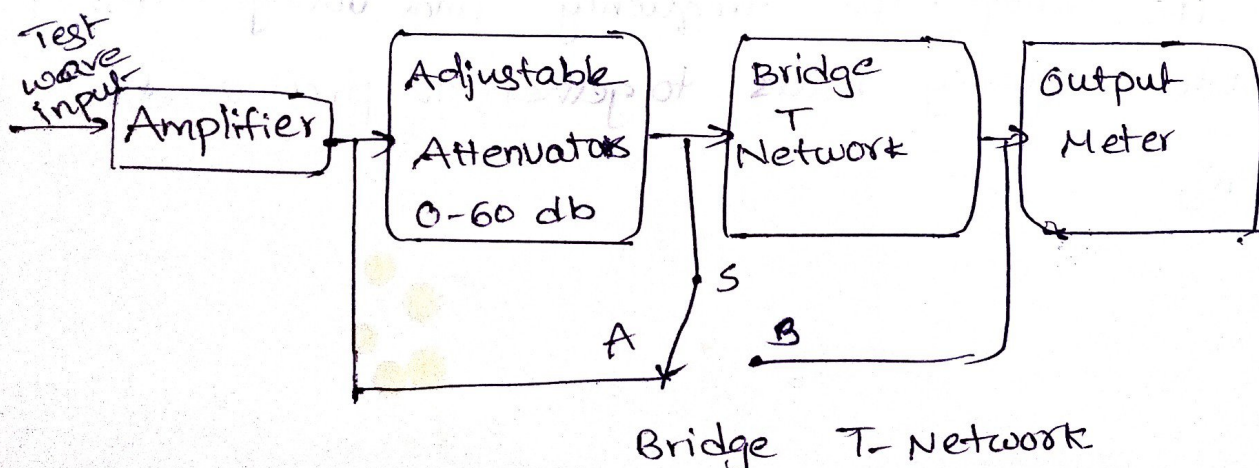 Test
wave
input
Amplifier
Adjustable
Attenuators
0-60 db
Bridge
T
Network
Output
Meter
S
A
B
Bridge T- Network